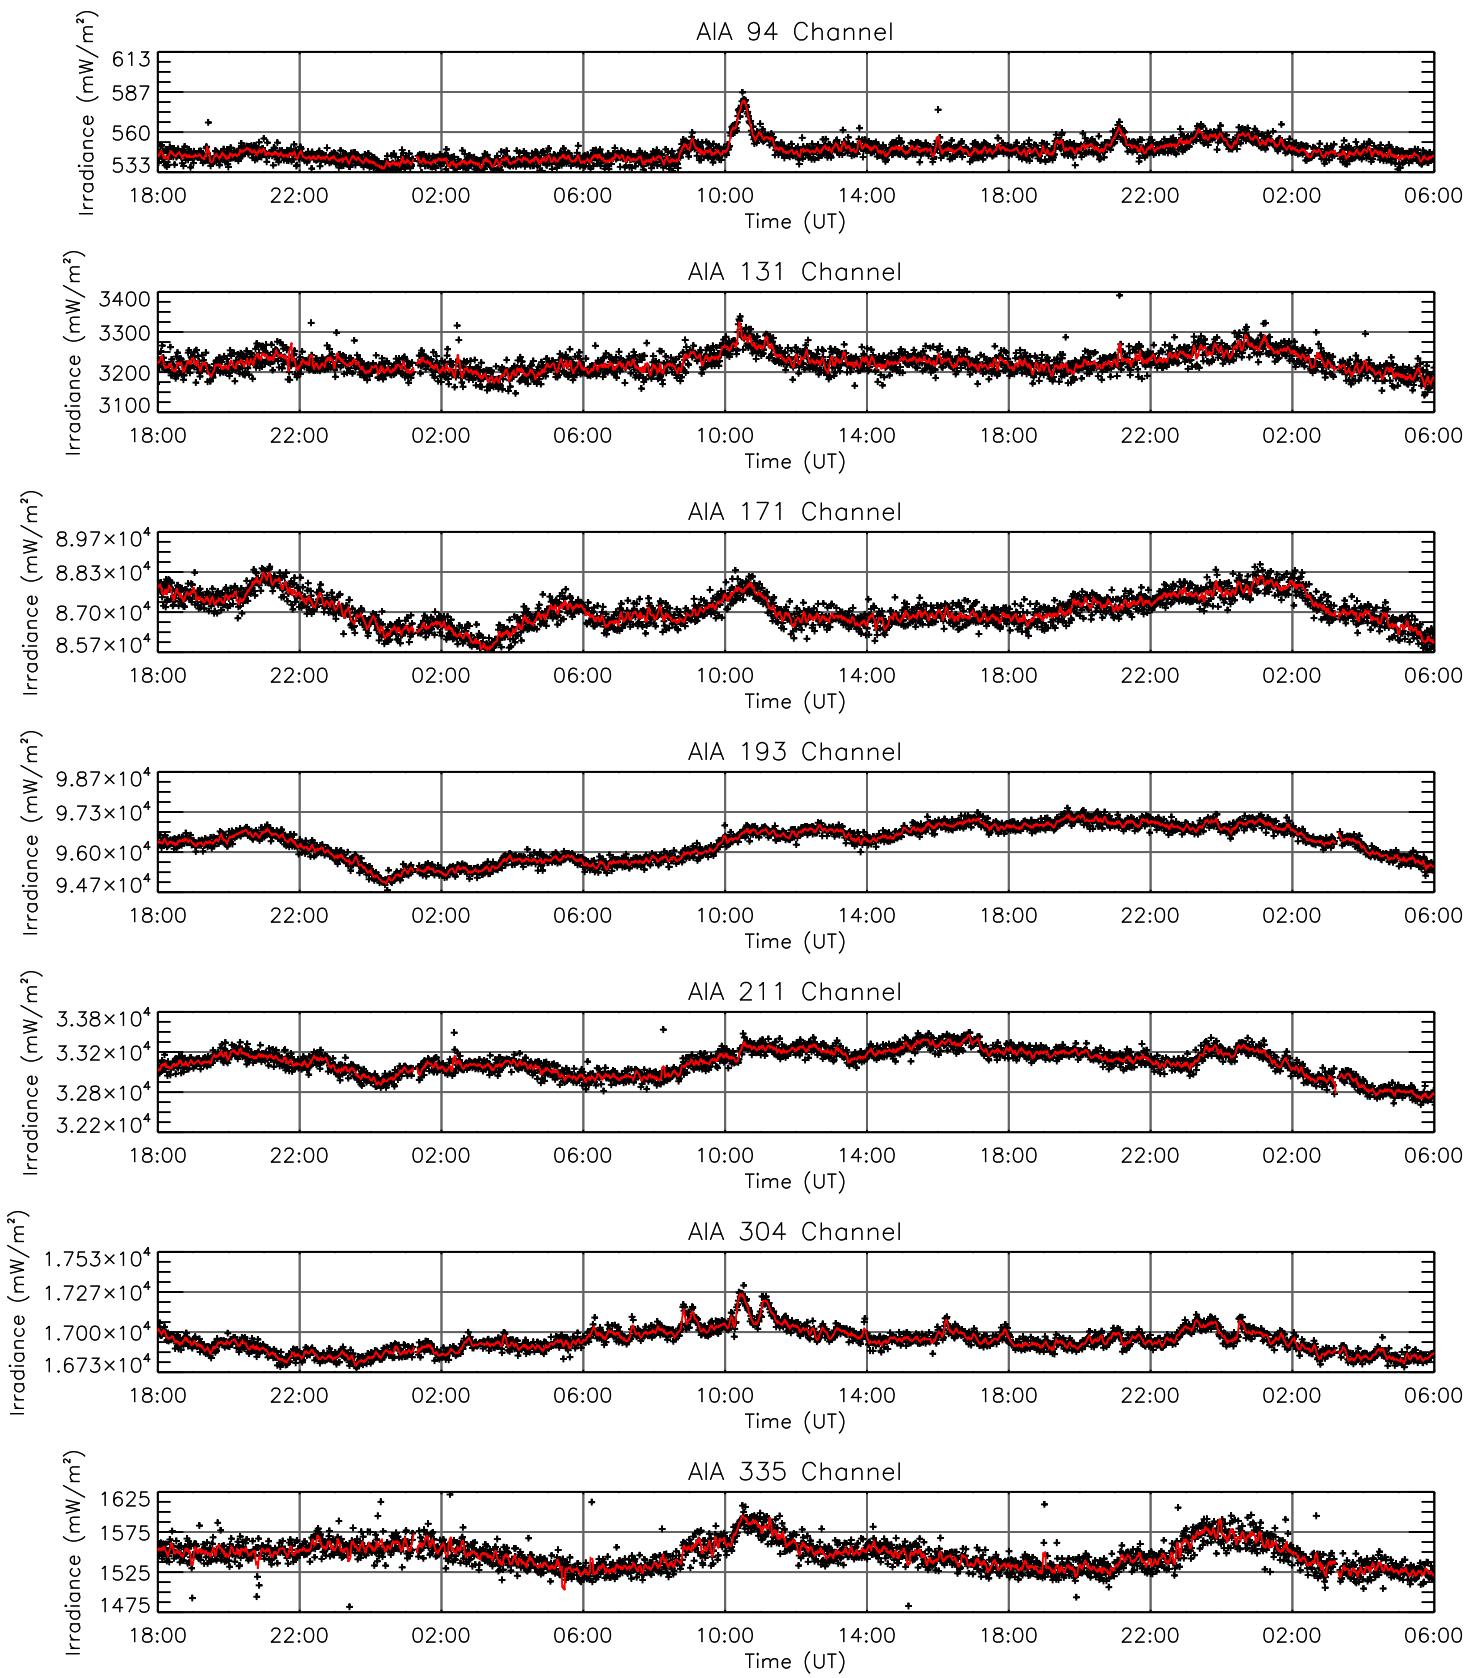 AIA 94 Channel
Irradiance (mW/m²)
613
587
560
533
18:00 22:00 02:00 06:00 10:00 14:00 18:00 22:00 02:00 06:00
Time (UT)
AIA 131 Channel
Irradiance (mW/m²)
3400
3300
3200
3100
18:00 22:00 02:00 06:00 10:00 14:00 18:00 22:00 02:00 06:00
Time (UT)
AIA 171 Channel
Irradiance (mW/m²)
8.97×10⁴
8.83×10⁴
8.70×10⁴
8.57×10⁴
18:00 22:00 02:00 06:00 10:00 14:00 18:00 22:00 02:00 06:00
Time (UT)
AIA 193 Channel
Irradiance (mW/m²)
9.87×10⁴
9.73×10⁴
9.60×10⁴
9.47×10⁴
18:00 22:00 02:00 06:00 10:00 14:00 18:00 22:00 02:00 06:00
Time (UT)
AIA 211 Channel
Irradiance (mW/m²)
3.38×10⁴
3.32×10⁴
3.28×10⁴
3.22×10⁴
18:00 22:00 02:00 06:00 10:00 14:00 18:00 22:00 02:00 06:00
Time (UT)
AIA 304 Channel
Irradiance (mW/m²)
1.753×10⁴
1.727×10⁴
1.700×10⁴
1.673×10⁴
18:00 22:00 02:00 06:00 10:00 14:00 18:00 22:00 02:00 06:00
Time (UT)
AIA 335 Channel
Irradiance (mW/m²)
1625
1575
1525
1475
18:00 22:00 02:00 06:00 10:00 14:00 18:00 22:00 02:00 06:00
Time (UT)